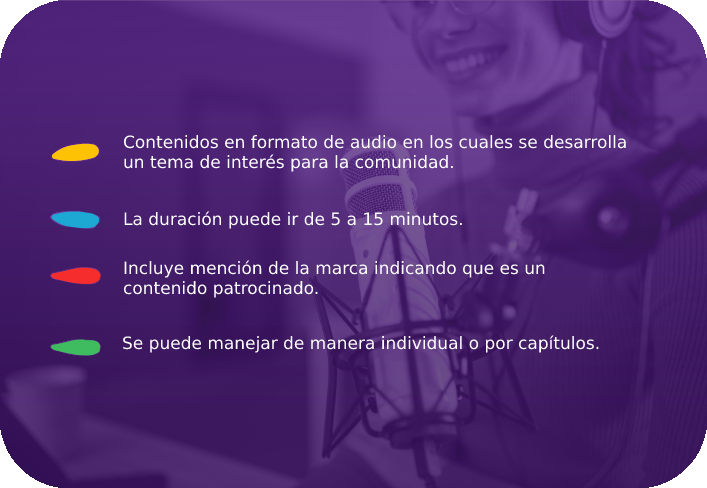 Contenidos en formato de audio en los cuales se desarrolla
un tema de interés para la comunidad.
La duración puede ir de 5 a 15 minutos.
Incluye mención de la marca indicando que es un
contenido patrocinado.
Se puede manejar de manera individual o por capítulos.